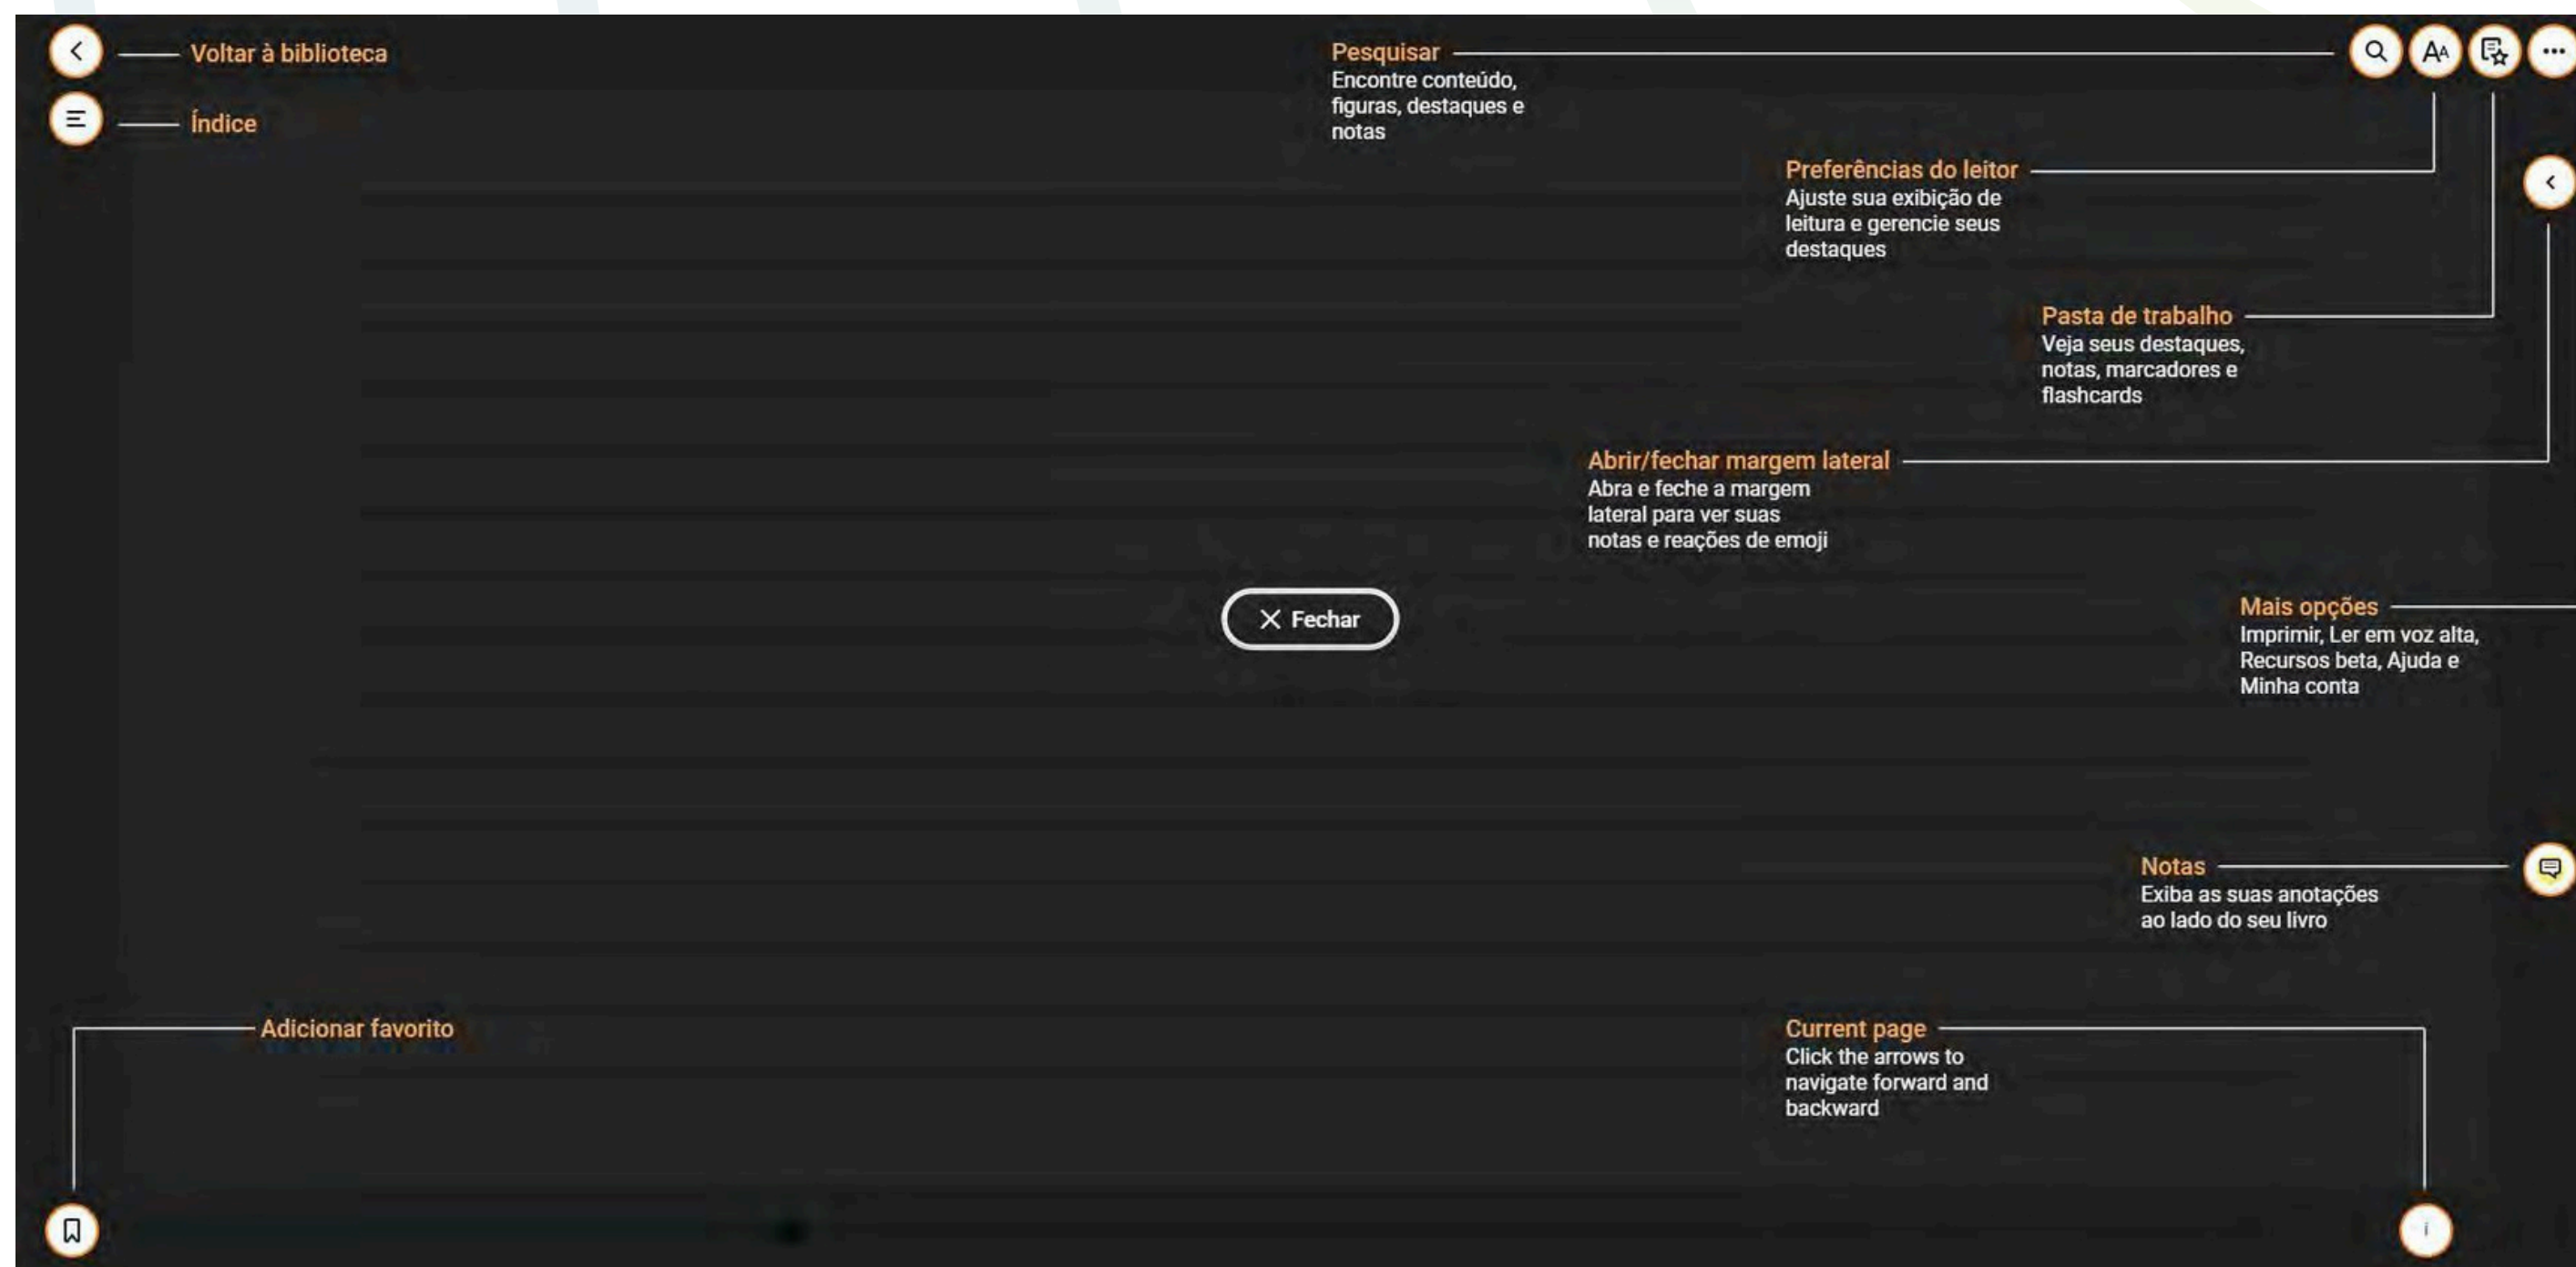 Voltar à biblioteca
Índice
Pesquisar
Encontre conteúdo,
figuras, destaques e
notas
AA
Preferências do leitor
Ajuste sua exibição de
leitura e gerencie seus
destaques
Pasta de trabalho
Veja seus destaques,
notas, marcadores e
flashcards
Abrir/fechar margem lateral
Abra e feche a margem
lateral para ver suas
notas e reações de emoji
Fechar
Mais opções
Imprimir, Ler em voz alta,
Recursos beta, Ajuda e
Minha conta
Notas
Exiba as suas anotações
ao lado do seu livro
Adicionar favorito
Current page
Click the arrows to
navigate forward and
backward
i